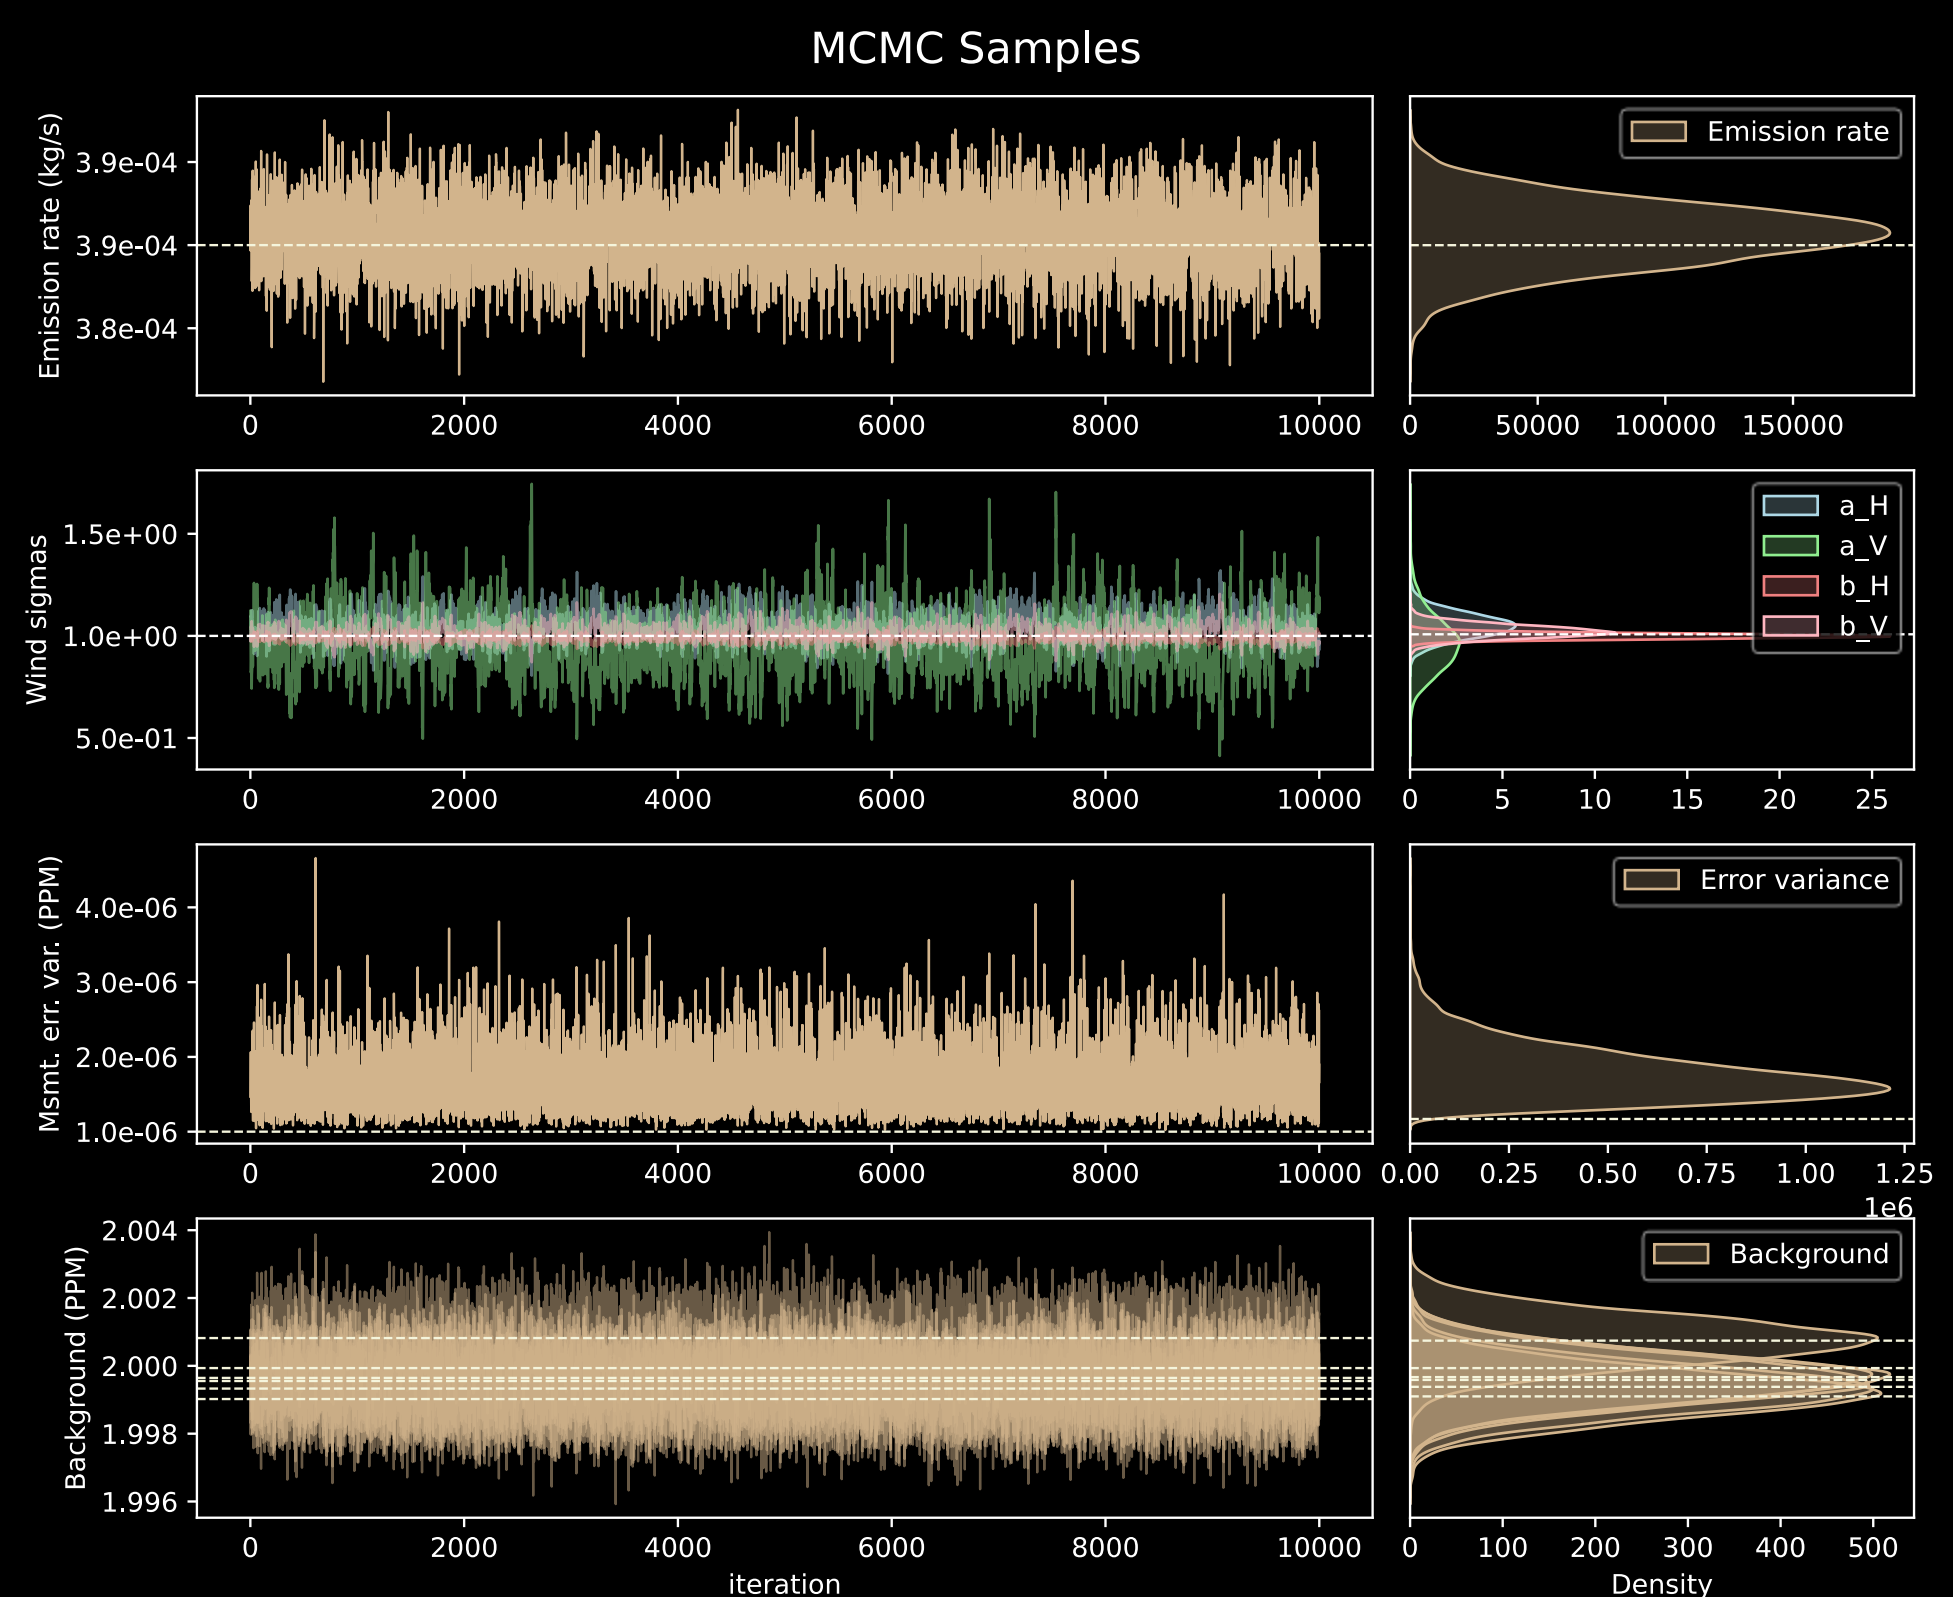 MCMC Samples
Emission rate (kg/s)
3.9e-04
3.9e-04
3.8e-04
0 2000 4000 6000 8000 10000
Emission rate
0 50000 100000 150000
Wind sigmas
1.5e+00
1.0e+00
5.0e-01
0 2000 4000 6000 8000 10000
a_H
a_V
b_H
b_V
0 5 10 15 20 25
Msmt. err. var. (PPM)
4.0e-06
3.0e-06
2.0e-06
1.0e-06
0 2000 4000 6000 8000 10000
Error variance
0.00 0.25 0.50 0.75 1.00 1.25
1e6
Background (PPM)
2.004
2.002
2.000
1.998
1.996
0 2000 4000 6000 8000 10000
iteration
Background
0 100 200 300 400 500
Density